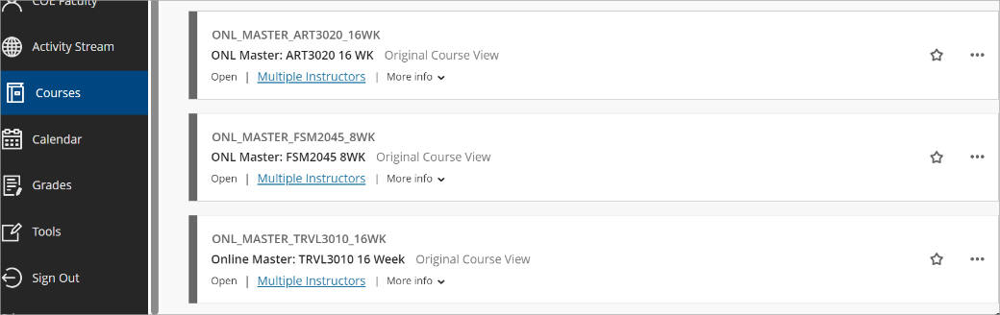 COE Faculty
Activity Stream
Courses
Calendar
Grades
Tools
Sign Out
ONL_MASTER_ART3020_16WK
ONL Master: ART3020 16 WK Original Course View
Open | Multiple Instructors | More info
ONL_MASTER_FSM2045_8WK
ONL Master: FSM2045 8WK Original Course View
Open | Multiple Instructors | More info
ONL_MASTER_TRVL3010_16WK
Online Master: TRVL3010 16 Week Original Course View
Open | Multiple Instructors | More info